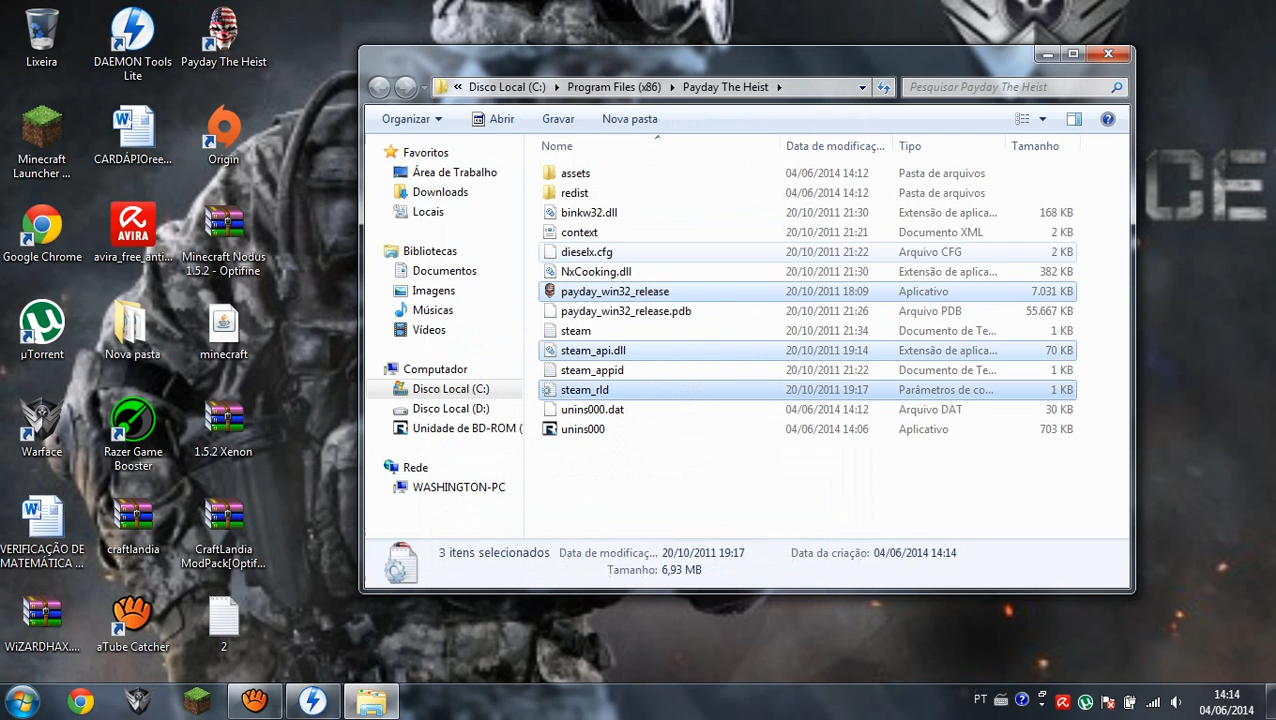 Lixeira
DAEMON Tools
Lite
Payday The Heist
Minecraft
Launcher ...
CARDÁPIOree...
Origin
Google Chrome
AVIRA
avira_free_anti...
Minecraft Nodus
1.5.2 - Optifine
µTorrent
Nova pasta
minecraft
Warface
Razer Game
Booster
1.5.2 Xenon
VERIFICAÇÃO DE
MATEMÁTICA ...
craftlandia
CraftLandia
ModPack[Optif...
WiZARDHAX....
aTube Catcher
2
« Disco Local (C:) Program Files (x86) Payday The Heist
Pesquisar Payday The Heist
Organizar Abrir Gravar Nova pasta
Favoritos
Área de Trabalho
Downloads
Locais
Bibliotecas
Documentos
Imagens
Músicas
Vídeos
Computador
Disco Local (C:)
Disco Local (D:)
Unidade de BD-ROM (
Rede
WASHINGTON-PC
Nome Data de modificaç... Tipo Tamanho
assets 04/06/2014 14:12 Pasta de arquivos
redist 04/06/2014 14:12 Pasta de arquivos
binkw32.dll 20/10/2011 21:30 Extensão de aplica... 168 KB
context 20/10/2011 21:21 Documento XML 2 KB
dieselx.cfg 20/10/2011 21:22 Arquivo CFG 2 KB
NxCooking.dll 20/10/2011 21:30 Extensão de aplica... 382 KB
payday_win32_release 20/10/2011 18:09 Aplicativo 7.031 KB
payday_win32_release.pdb 20/10/2011 21:26 Arquivo PDB 55.667 KB
steam 20/10/2011 21:34 Documento de Te... 1 KB
steam_api.dll 20/10/2011 19:14 Extensão de aplica... 70 KB
steam_appid 20/10/2011 21:22 Documento de Te... 1 KB
steam_rld 20/10/2011 19:17 Parâmetros de co... 1 KB
unins000.dat 04/06/2014 14:12 Arquivo DAT 30 KB
unins000 04/06/2014 14:06 Aplicativo 703 KB
3 itens selecionados Data de modificaç... 20/10/2011 19:17 Data da criação: 04/06/2014 14:14
Tamanho: 6,93 MB
CE
PT
14:14
04/06/2014